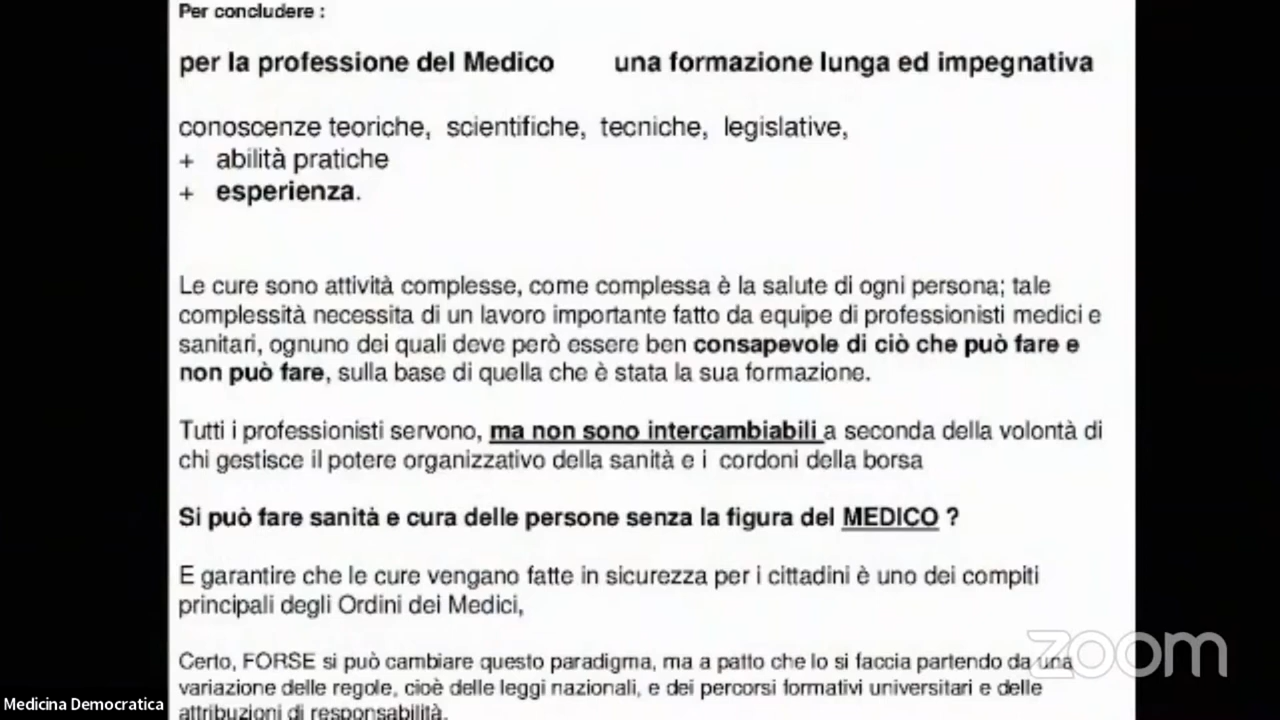 Per concludere :
per la professione del Medico una formazione lunga ed impegnativa
conoscenze teoriche, scientifiche, tecniche, legislative,
+ abilità pratiche
+ esperienza.
Le cure sono attività complesse, come complessa è la salute di ogni persona; tale
complessità necessita di un lavoro importante fatto da equipe di professionisti medici e
sanitari, ognuno dei quali deve però essere ben consapevole di ciò che può fare e
non può fare, sulla base di quella che è stata la sua formazione.
Tutti i professionisti servono, ma non sono intercambiabili a seconda della volontà di
chi gestisce il potere organizzativo della sanità e i cordoni della borsa
Si può fare sanità e cura delle persone senza la figura del MEDICO ?
E garantire che le cure vengano fatte in sicurezza per i cittadini è uno dei compiti
principali degli Ordini dei Medici,
Certo, FORSE si può cambiare questo paradigma, ma a patto che lo si faccia partendo da una
variazione delle regole, cioè delle leggi nazionali, e dei percorsi formativi universitari e delle
attribuzioni di responsabilità.
zoom
Medicina Democratica